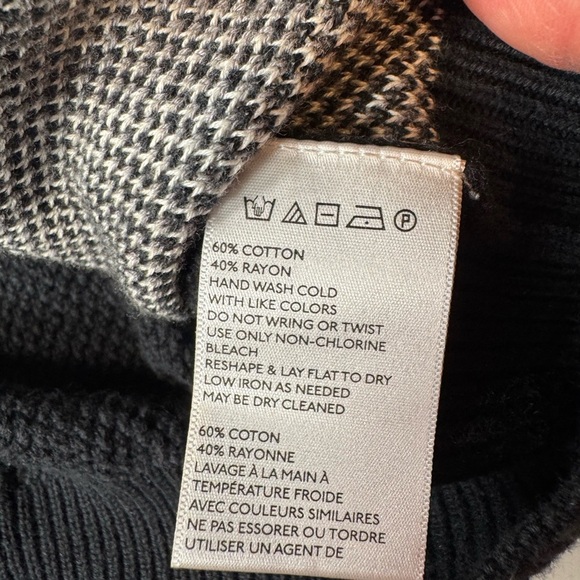 P
60% COTTON
40% RAYON
HAND WASH COLD
WITH LIKE COLORS
DO NOT WRING OR TWIST
USE ONLY NON-CHLORINE
BLEACH
RESHAPE & LAY FLAT TO DRY
LOW IRON AS NEEDED
MAY BE DRY CLEANED
60% COTON
40% RAYONNE
LAVAGE À LA MAIN À
TEMPÉRATURE FROIDE
AVEC COULEURS SIMILAIRES
NE PAS ESSORER OU TORDRE
UTILISER UN AGENT DE